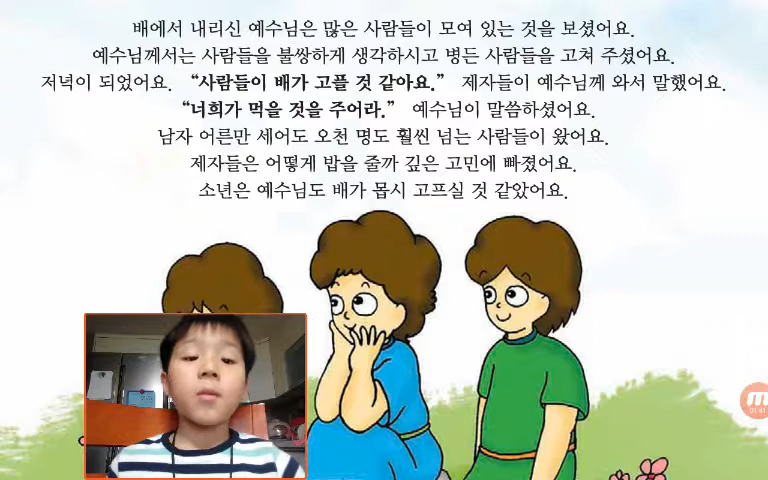 배에서 내리신 예수님은 많은 사람들이 모여 있는 것을 보셨어요.
예수님께서는 사람들을 불쌍하게 생각하시고 병든 사람들을 고쳐 주셨어요.
저녁이 되었어요. “사람들이 배가 고플 것 같아요.” 제자들이 예수님께 와서 말했어요.
“너희가 먹을 것을 주어라.” 예수님이 말씀하셨어요.
남자 어른만 세어도 오천 명도 훨씬 넘는 사람들이 왔어요.
제자들은 어떻게 밥을 줄까 깊은 고민에 빠졌어요.
소년은 예수님도 배가 몹시 고프실 것 같았어요.
01:41